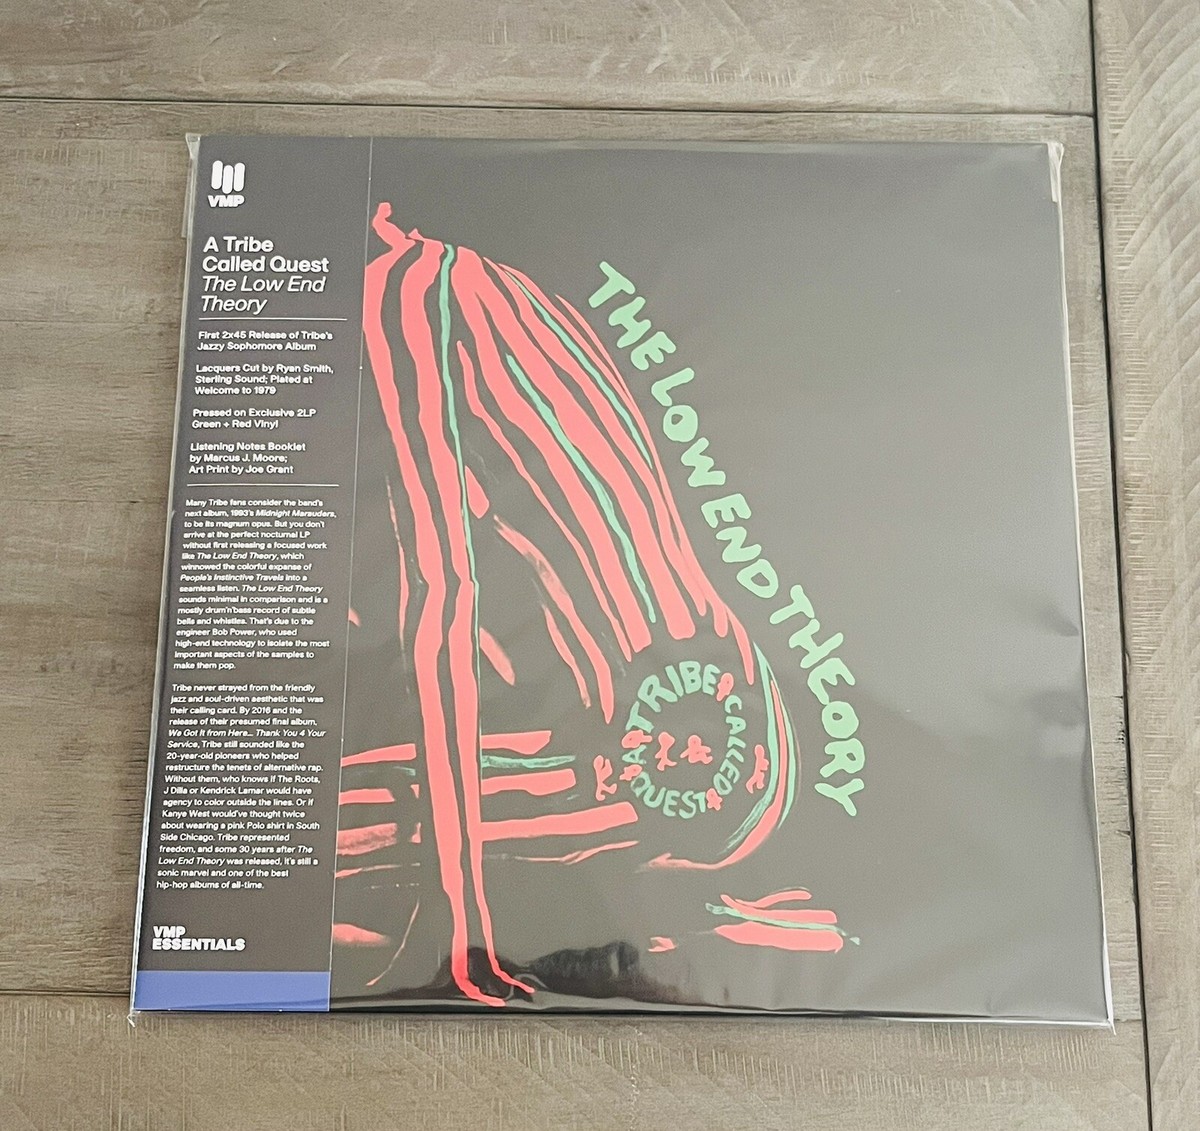 VMP
A Tribe
Called Quest
The Low End
Theory
First 2x45 Release of Tribe's
Jazzy Sophomore Album
Lacquers Cut by Ryan Smith,
Sterling Sound; Plated at
Welcome to 1979
Pressed on Exclusive 2LP
Green + Red Vinyl
Listening Notes Booklet
by Marcus J. Moore;
Art Print by Joe Grant
Many Tribe fans consider the band's
next album, 1993's Midnight Marauders,
to be its magnum opus. But you don't
arrive at the perfect nocturnal LP
without first releasing a focused work
like The Low End Theory, which
winnowed the colorful expanse of
People's Instinctive Travels into a
seamless listen. The Low End Theory
sounds minimal in comparison and is a
mostly drum'n'bass record of subtle
bells and whistles. That's due to the
engineer Bob Power, who used
high-end technology to isolate the most
important aspects of the samples to
make them pop.
Tribe never strayed from the friendly
jazz and soul-driven aesthetic that was
their calling card. By 2016 and the
release of their presumed final album,
We Got it from Here... Thank You 4 Your
Service, Tribe still sounded like the
20-year-old pioneers who helped
restructure the tenets of alternative rap.
Without them, who knows if The Roots,
J Dilla or Kendrick Lamar would have
agency to color outside the lines. Or if
Kanye West would've thought twice
about wearing a pink Polo shirt in South
Side Chicago. Tribe represented
freedom, and some 30 years after The
Low End Theory was released, it's still a
sonic marvel and one of the best
hip-hop albums of all-time.
VMP
ESSENTIALS
THE LOW END THEORY
A TRIBE CALLED QUEST